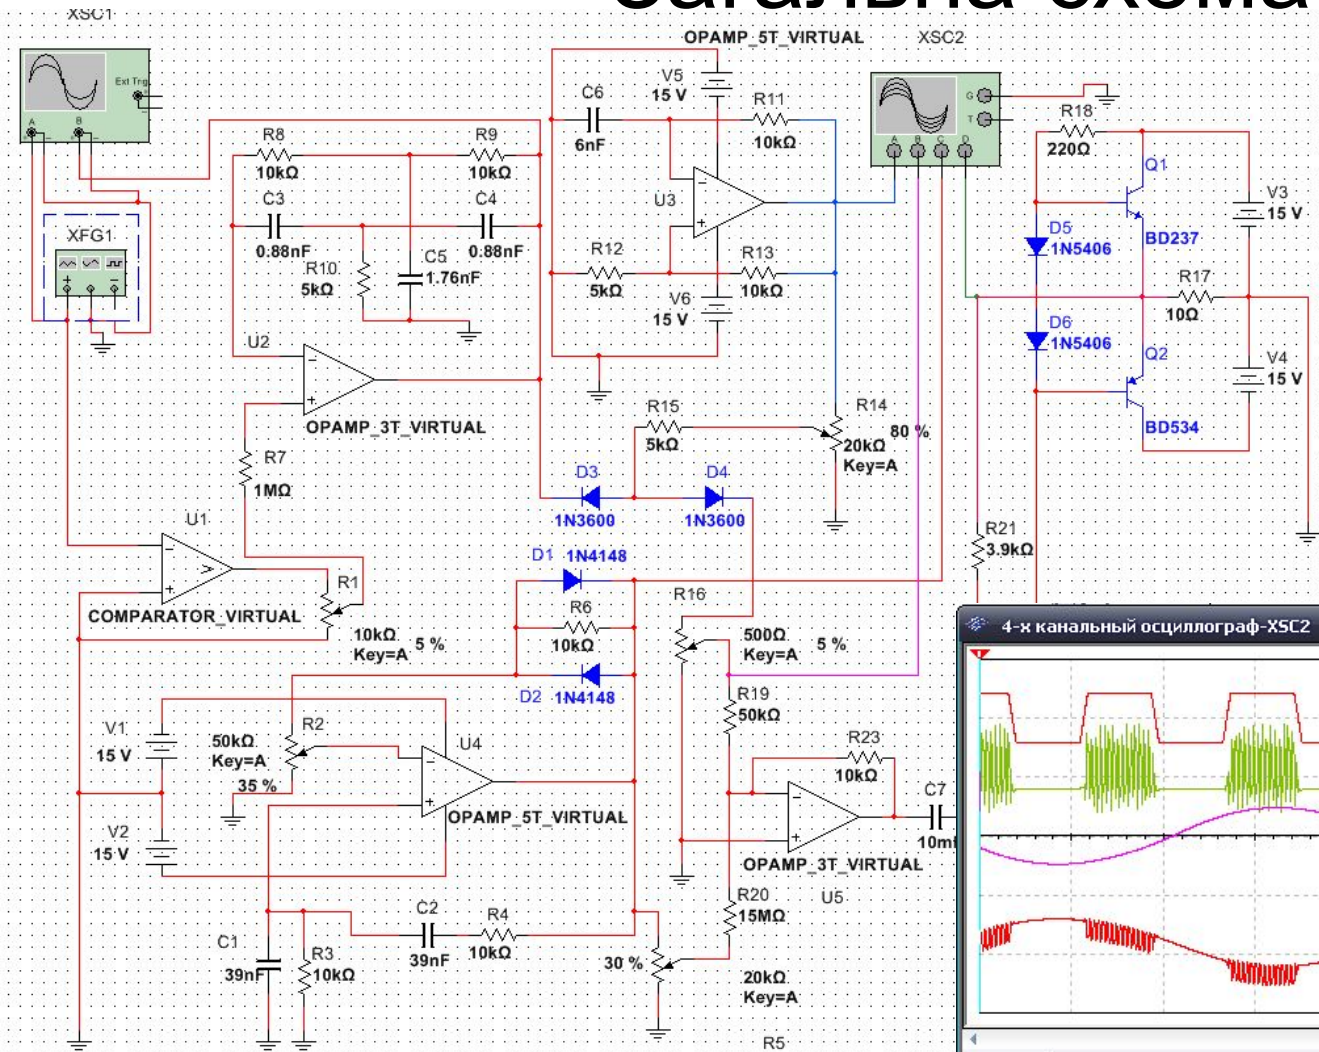 Загальна схема
XSC1
OPAMP_5T_VIRTUAL
XSC2
Ext Trig
A
B
V5
15 V
C6
6nF
R11
10kΩ
G
T
A
B
C
D
R18
220Ω
R8
10kΩ
R9
10kΩ
Q1
U3
V3
15 V
C3
0.88nF
C4
0.88nF
D5
1N5406
BD237
XFG1
R10
5kΩ
C5
1.76nF
R12
5kΩ
R13
10kΩ
R17
10Ω
V6
15 V
D6
1N5406
Q2
U2
V4
15 V
OPAMP_3T_VIRTUAL
R15
5kΩ
R14
20kΩ
80 %
Key=A
BD534
R7
1MΩ
D3
1N3600
D4
1N3600
U1
R21
3.9kΩ
D1
1N4148
COMPARATOR_VIRTUAL
R1
R6
10kΩ
R16
4-х канальный осциллограф-XSC2
10kΩ
Key=A
5 %
500Ω
Key=A
5 %
D2
1N4148
R19
50kΩ
V1
15 V
50kΩ
Key=A
35 %
R2
U4
R23
10kΩ
C7
OPAMP_5T_VIRTUAL
V2
15 V
OPAMP_3T_VIRTUAL
U5
R20
15MΩ
C2
39nF
R4
10kΩ
C1
39nF
R3
10kΩ
30 %
20kΩ
Key=A
R5